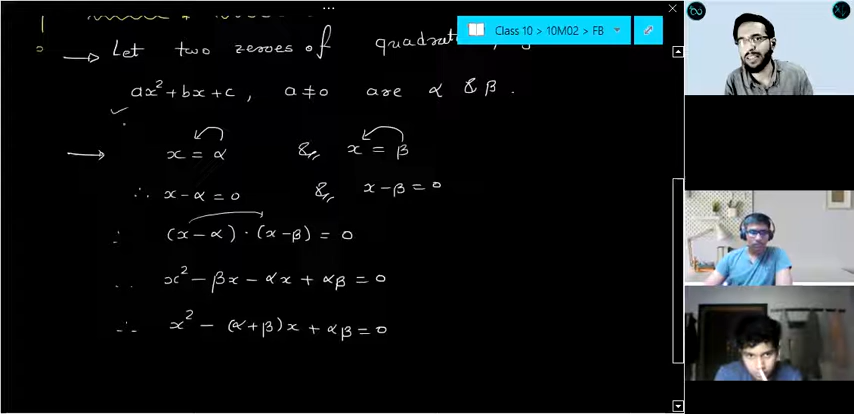 Let two zeroes of
Class 10 > 10M02 > FB
ax² + bx + c, a ≠ 0 are α & β.
x = α & x = β
∴ x - α = 0 & x - β = 0
∴ (x - α) · (x - β) = 0
∴ x² - βx - αx + αβ = 0
∴ x² - (α + β)x + αβ = 0